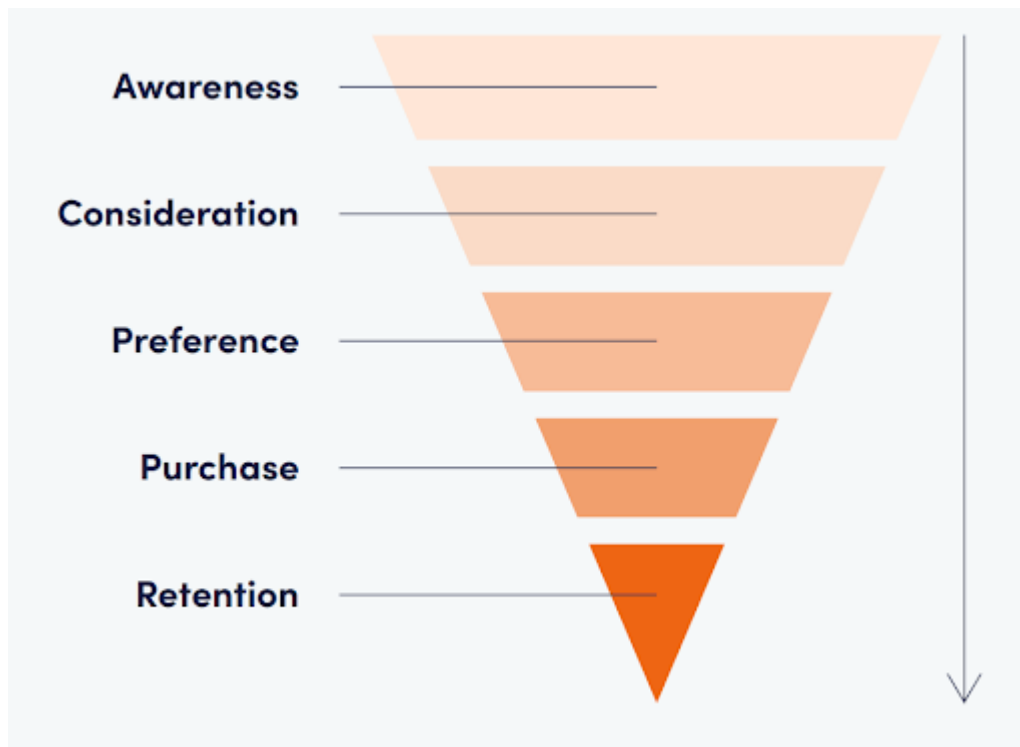 Awareness
Consideration
Preference
Purchase
Retention